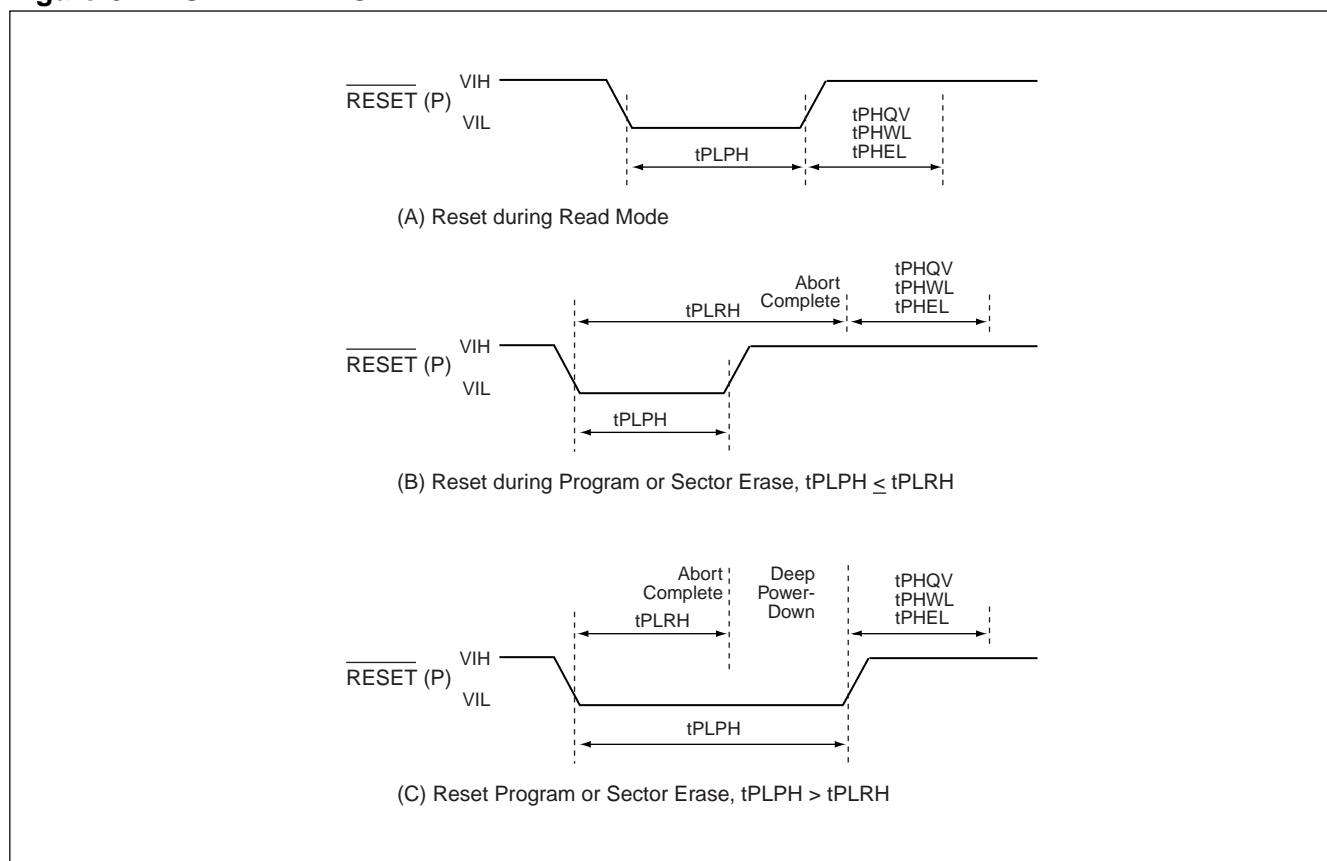 VIH
RESET (P)
VIL
tPLPH
tPHQV
tPHWL
tPHEL
(A) Reset during Read Mode
Abort
Complete
tPLRH
tPHQV
tPHWL
tPHEL
VIH
RESET (P)
VIL
tPLPH
(B) Reset during Program or Sector Erase, tPLPH ≤ tPLRH
Abort
Complete
tPLRH
Deep
Power-
Down
tPHQV
tPHWL
tPHEL
VIH
RESET (P)
VIL
tPLPH
(C) Reset Program or Sector Erase, tPLPH > tPLRH